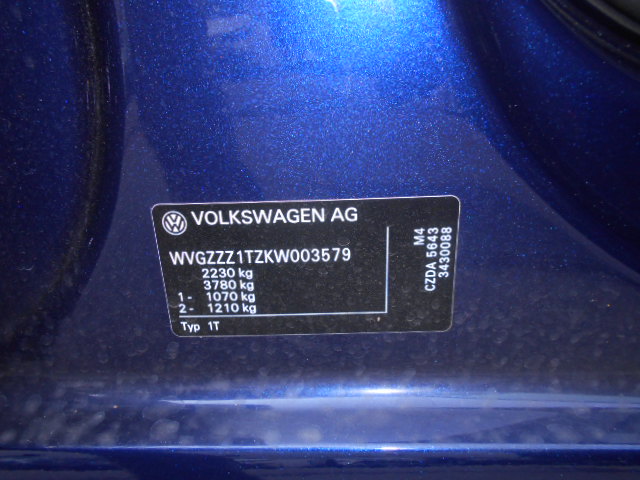 VOLKSWAGEN AG
WVGZZZ1TZKW003579
2230 kg
3780 kg
1- 1070 kg
2- 1210 kg
Typ 1T
M4
CZDA 5643
3430088